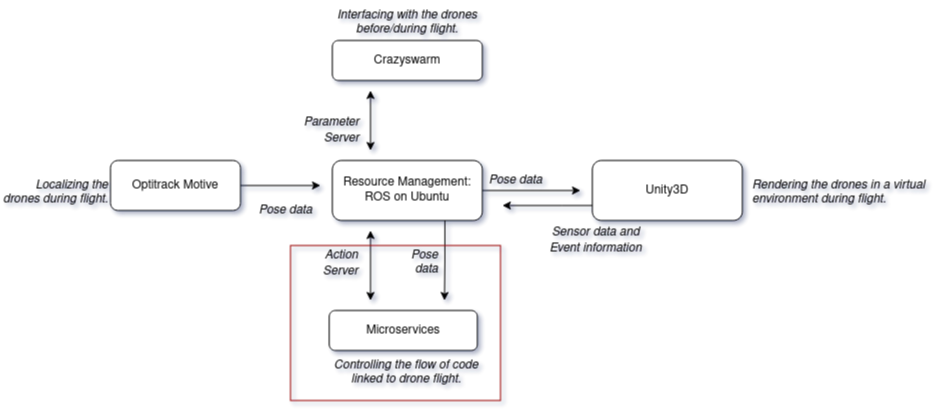 Interfacing with the drones
before/during flight.
Crazyswarm
Parameter
Server
Localizing the
drones during flight.
Optitrack Motive
Pose data
Resource Management:
ROS on Ubuntu
Pose data
Sensor data and
Event information
Unity3D
Rendering the drones in a virtual
environment during flight.
Action
Server
Pose
data
Microservices
Controlling the flow of code
linked to drone flight.